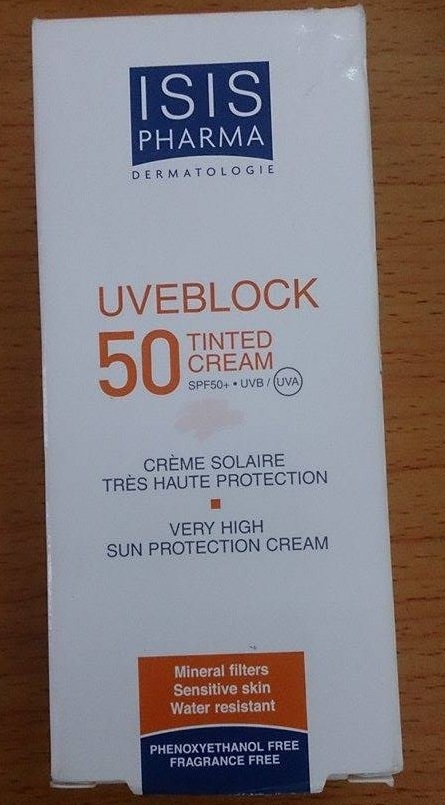 ISIS
PHARMA
DERMATOLOGIE
UVEBLOCK
50 TINTED
CREAM
SPF50+ • UVB / UVA
CRÈME SOLAIRE
TRÈS HAUTE PROTECTION
VERY HIGH
SUN PROTECTION CREAM
Mineral filters
Sensitive skin
Water resistant
PHENOXYETHANOL FREE
FRAGRANCE FREE